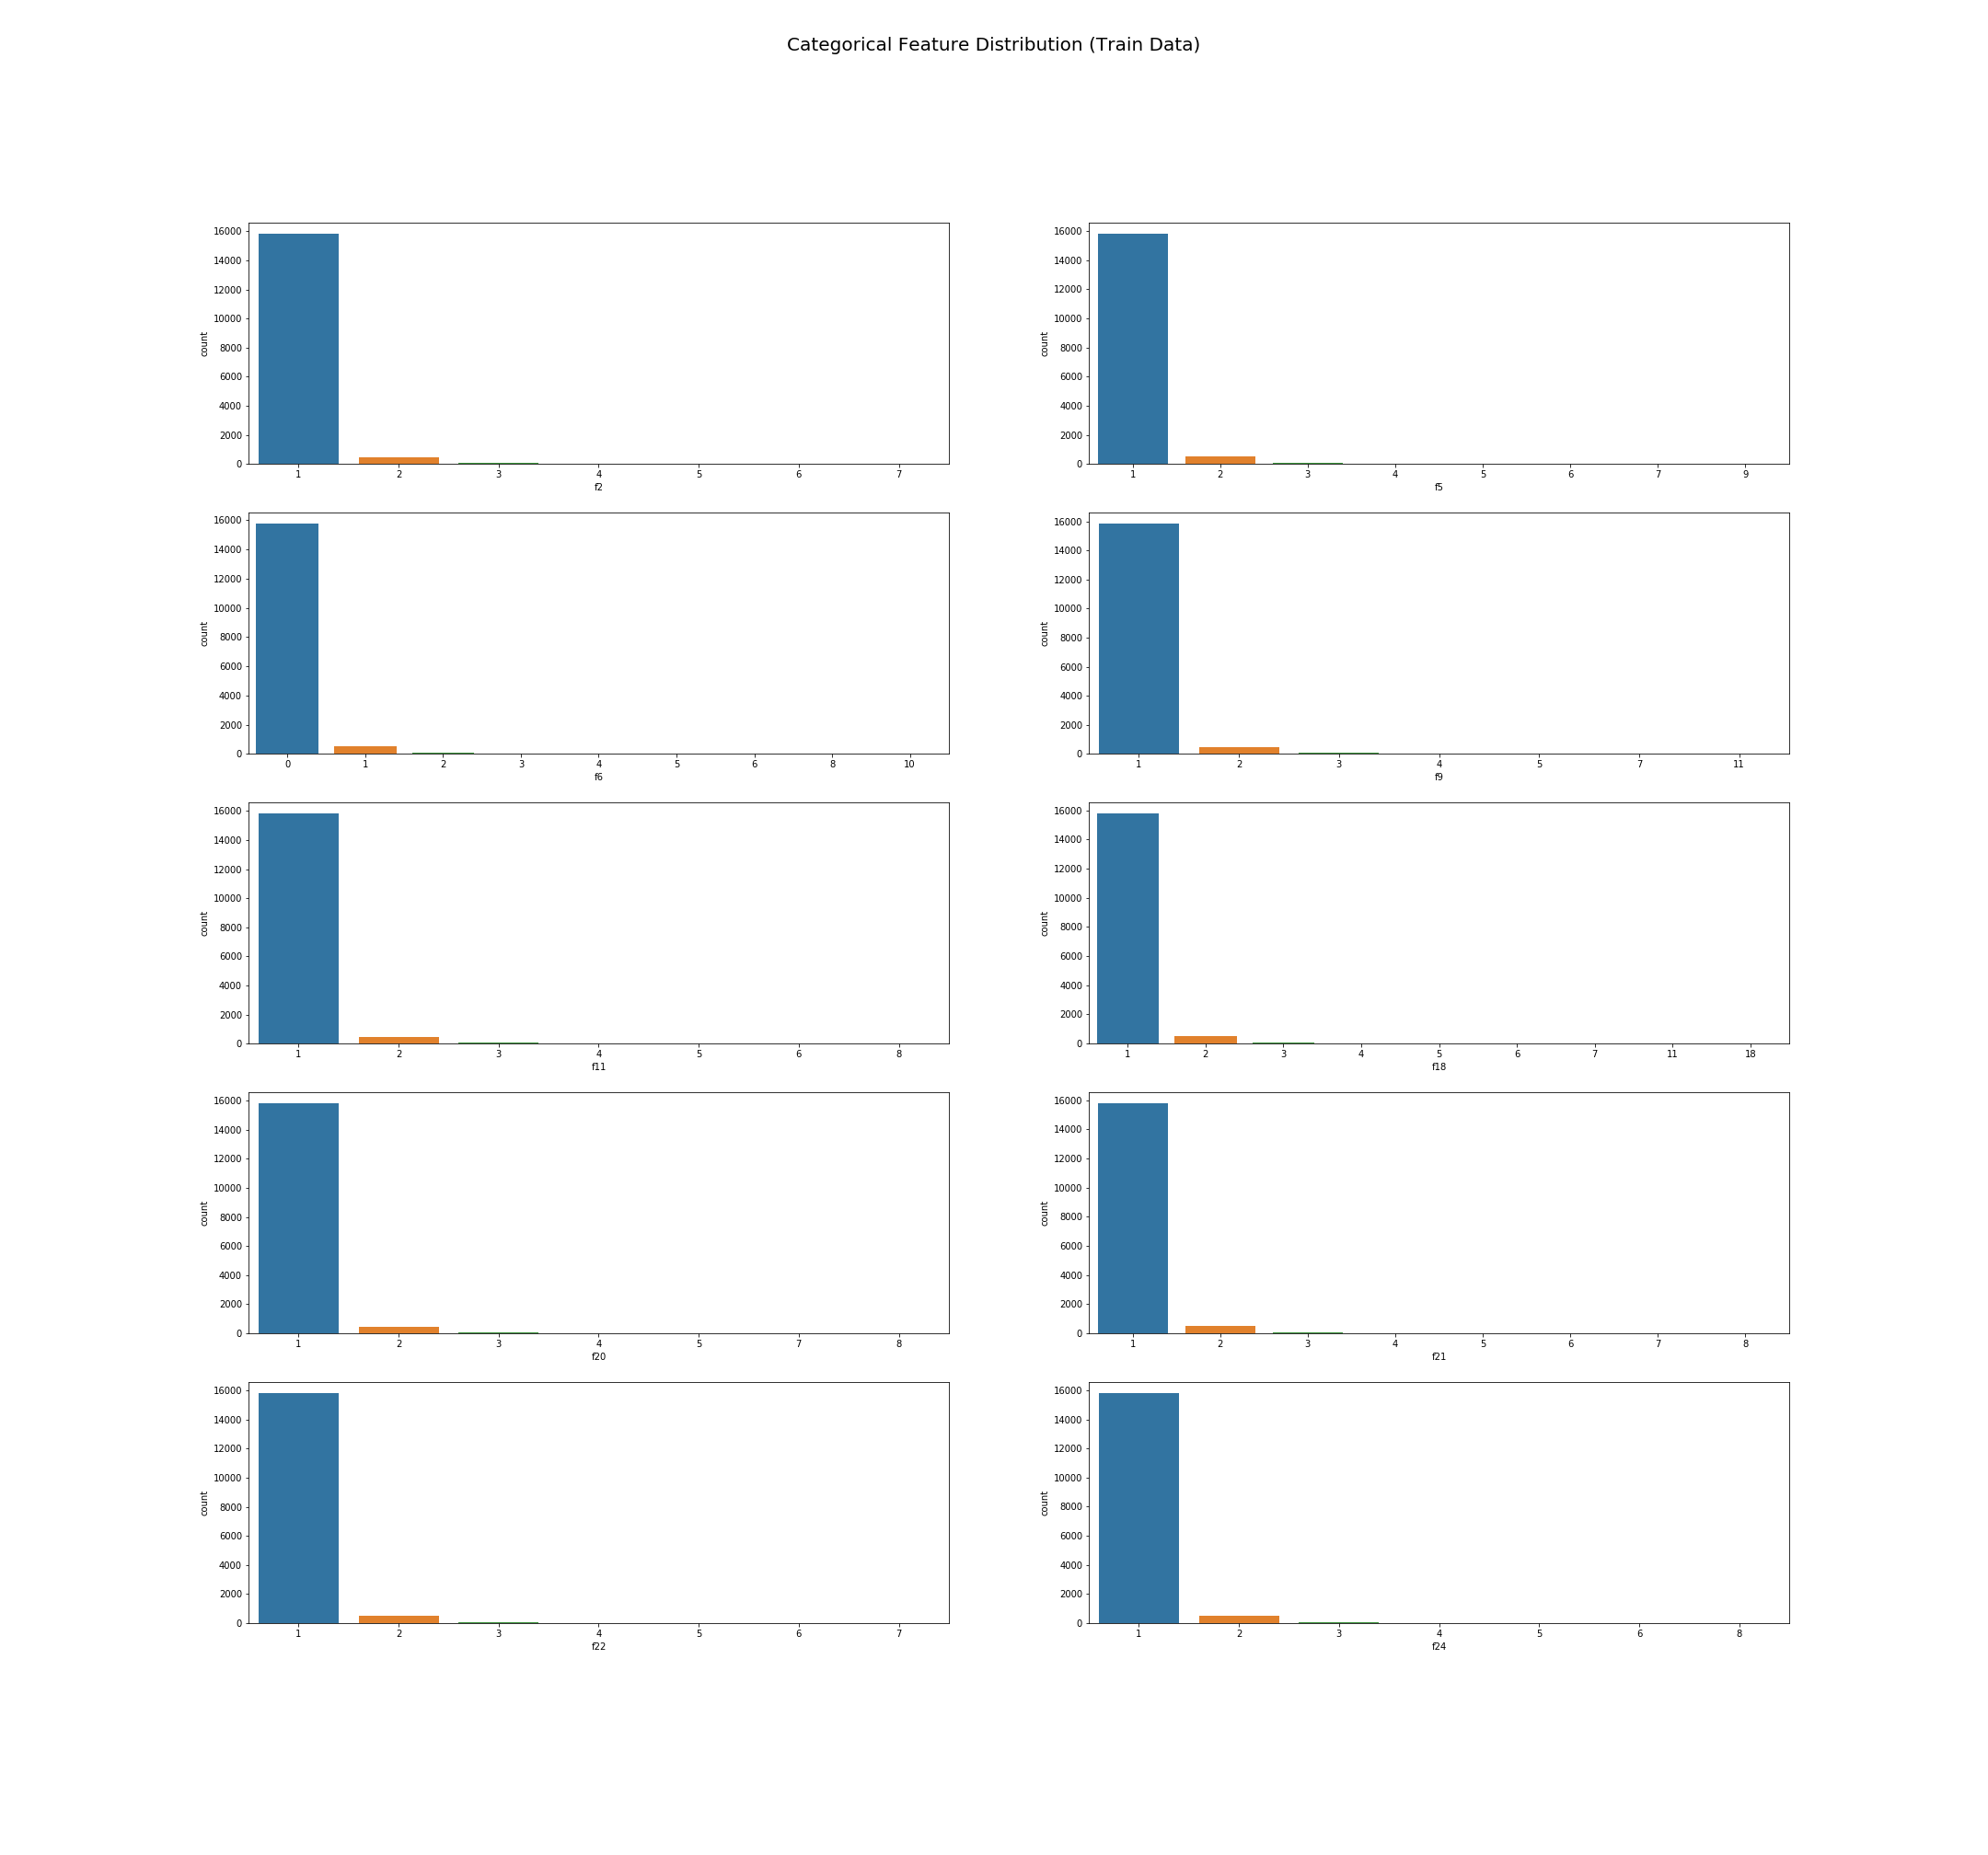 Categorical Feature Distribution (Train Data)
16000
14000
12000
10000
8000
6000
4000
2000
0
count
1 2 3 4 5 6 7
f2
16000
14000
12000
10000
8000
6000
4000
2000
0
count
1 2 3 4 5 6 7 9
f5
16000
14000
12000
10000
8000
6000
4000
2000
0
count
0 1 2 3 4 5 6 8 10
f6
16000
14000
12000
10000
8000
6000
4000
2000
0
count
1 2 3 4 5 7 11
f9
16000
14000
12000
10000
8000
6000
4000
2000
0
count
1 2 3 4 5 6 8
f11
16000
14000
12000
10000
8000
6000
4000
2000
0
count
1 2 3 4 5 6 7 11 18
f18
16000
14000
12000
10000
8000
6000
4000
2000
0
count
1 2 3 4 5 7 8
f20
16000
14000
12000
10000
8000
6000
4000
2000
0
count
1 2 3 4 5 6 7 8
f21
16000
14000
12000
10000
8000
6000
4000
2000
0
count
1 2 3 4 5 6 7
f22
16000
14000
12000
10000
8000
6000
4000
2000
0
count
1 2 3 4 5 6 8
f24